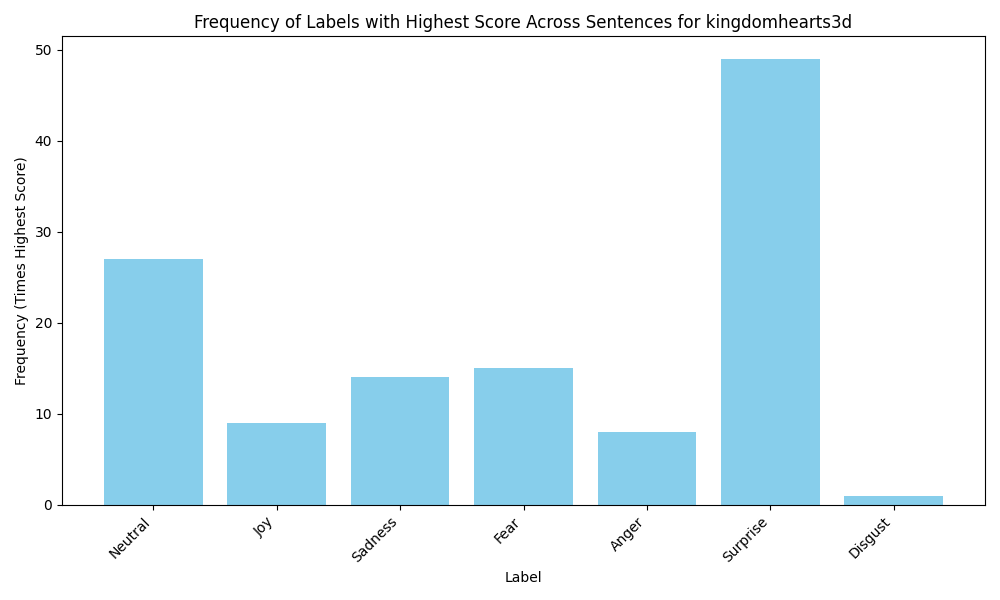 Frequency of Labels with Highest Score Across Sentences for kingdomhearts3d
Frequency (Times Highest Score)
50
40
30
20
10
0
Neutral
Joy
Sadness
Fear
Anger
Surprise
Disgust
Label